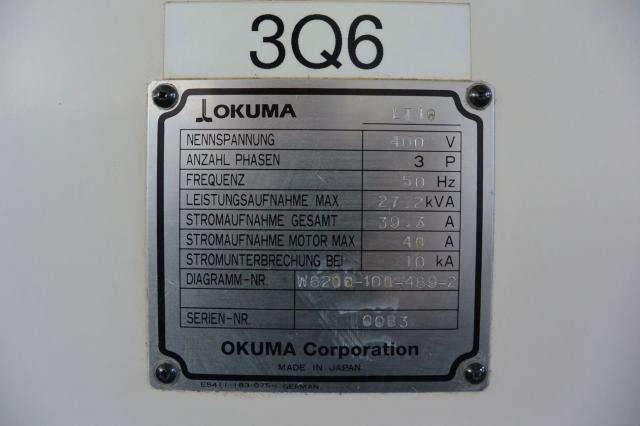 3Q6
OKUMA LT10
NENNSPANNUNG 400 V
ANZAHL PHASEN 3 P
FREQUENZ 50 Hz
LEISTUNGSAUFNAHME MAX 27.2 kVA
STROMAUFNAHME GESAMT 39.3 A
STROMAUFNAHME MOTOR MAX 40 A
STROMUNTERBRECHUNG BEI 10 kA
DIAGRAMM-NR. W6200-100-489-2
SERIEN-NR. 0083
OKUMA Corporation
MADE IN JAPAN
E5411-183-075-1 GERMAN